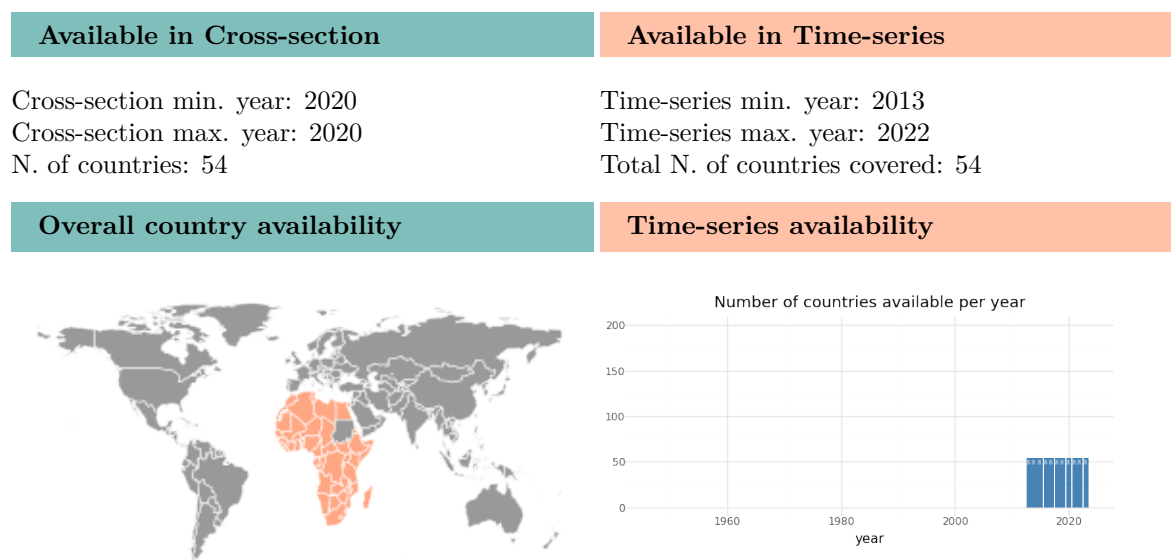 Available in Cross-section
Available in Time-series
Cross-section min. year: 2020
Cross-section max. year: 2020
N. of countries: 54
Time-series min. year: 2013
Time-series max. year: 2022
Total N. of countries covered: 54
Overall country availability
Time-series availability
Number of countries available per year
200
150
100
50
0
1960
1980
2000
2020
year